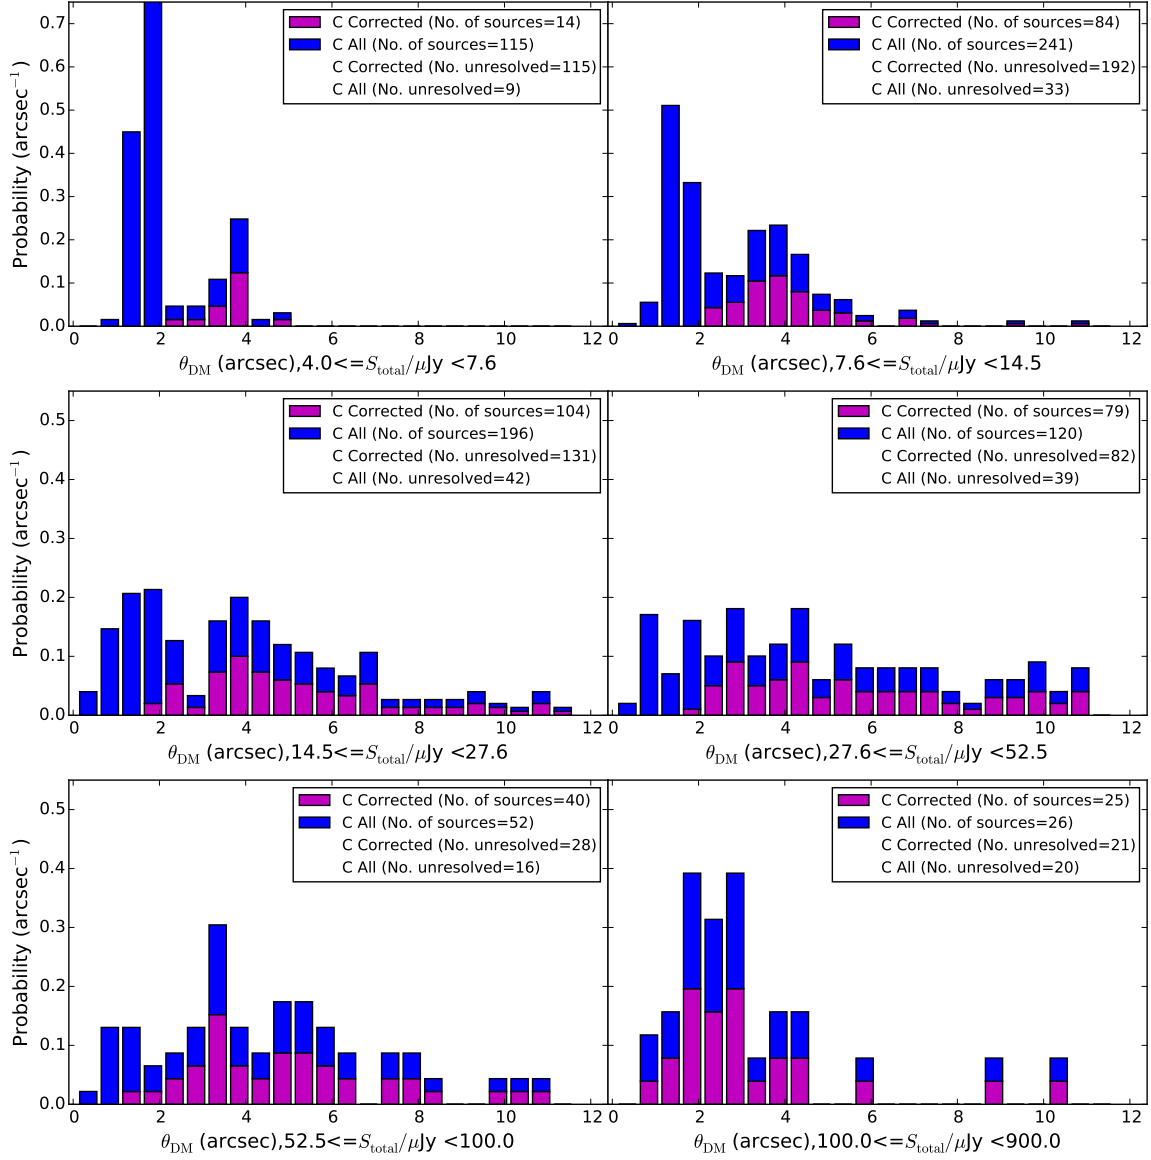 C Corrected (No. of sources=14)
C All (No. of sources=115)
C Corrected (No. unresolved=115)
C All (No. unresolved=9)
0.7
0.6
0.5
0.4
0.3
0.2
0.1
0.0
Probability (arcsec⁻¹)
0 2 4 6 8 10 12
θ_DM (arcsec),4.0<=S_total/μJy <7.6
C Corrected (No. of sources=84)
C All (No. of sources=241)
C Corrected (No. unresolved=192)
C All (No. unresolved=33)
0 2 4 6 8 10 12
θ_DM (arcsec),7.6<=S_total/μJy <14.5
C Corrected (No. of sources=104)
C All (No. of sources=196)
C Corrected (No. unresolved=131)
C All (No. unresolved=42)
0.5
0.4
0.3
0.2
0.1
0.0
Probability (arcsec⁻¹)
0 2 4 6 8 10 12
θ_DM (arcsec),14.5<=S_total/μJy <27.6
C Corrected (No. of sources=79)
C All (No. of sources=120)
C Corrected (No. unresolved=82)
C All (No. unresolved=39)
0 2 4 6 8 10 12
θ_DM (arcsec),27.6<=S_total/μJy <52.5
C Corrected (No. of sources=40)
C All (No. of sources=52)
C Corrected (No. unresolved=28)
C All (No. unresolved=16)
0.5
0.4
0.3
0.2
0.1
0.0
Probability (arcsec⁻¹)
0 2 4 6 8 10 12
θ_DM (arcsec),52.5<=S_total/μJy <100.0
C Corrected (No. of sources=25)
C All (No. of sources=26)
C Corrected (No. unresolved=21)
C All (No. unresolved=20)
0 2 4 6 8 10 12
θ_DM (arcsec),100.0<=S_total/μJy <900.0